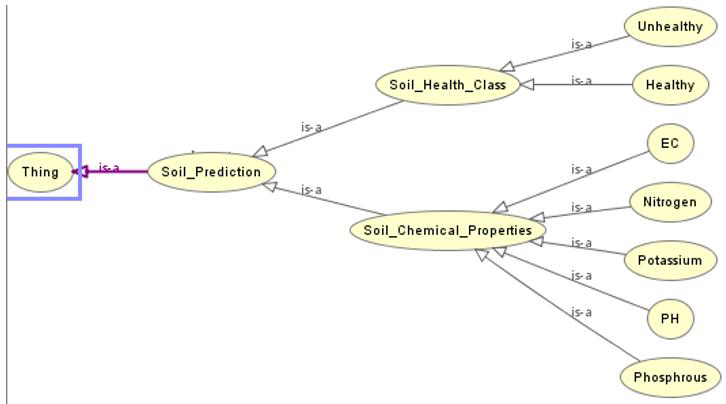 Unhealthy
is-a
Soil_Health_Class
is-a
Healthy
is-a
EC
Thing
is-a
Soil_Prediction
is-a
is-a
Nitrogen
is-a
Soil_Chemical_Properties
is-a
Potassium
is-a
PH
is-a
Phosphrous